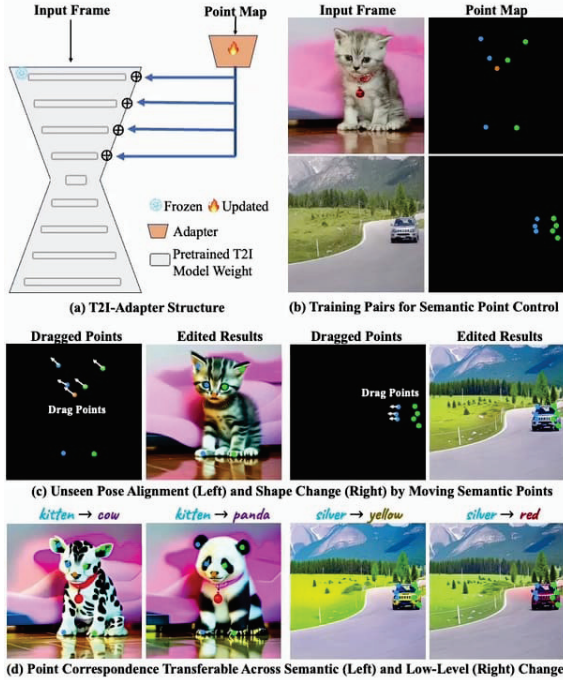 Input Frame
Point Map
Input Frame
Point Map
Frozen
Updated
Adapter
Pretrained T2I
Model Weight
(a) T2I-Adapter Structure
(b) Training Pairs for Semantic Point Control
Dragged Points
Edited Results
Dragged Points
Edited Results
Drag Points
Drag Points
(c) Unseen Pose Alignment (Left) and Shape Change (Right) by Moving Semantic Points
kitten → cow
kitten → panda
silver → yellow
silver → red
(d) Point Correspondence Transferable Across Semantic (Left) and Low-Level (Right) Change